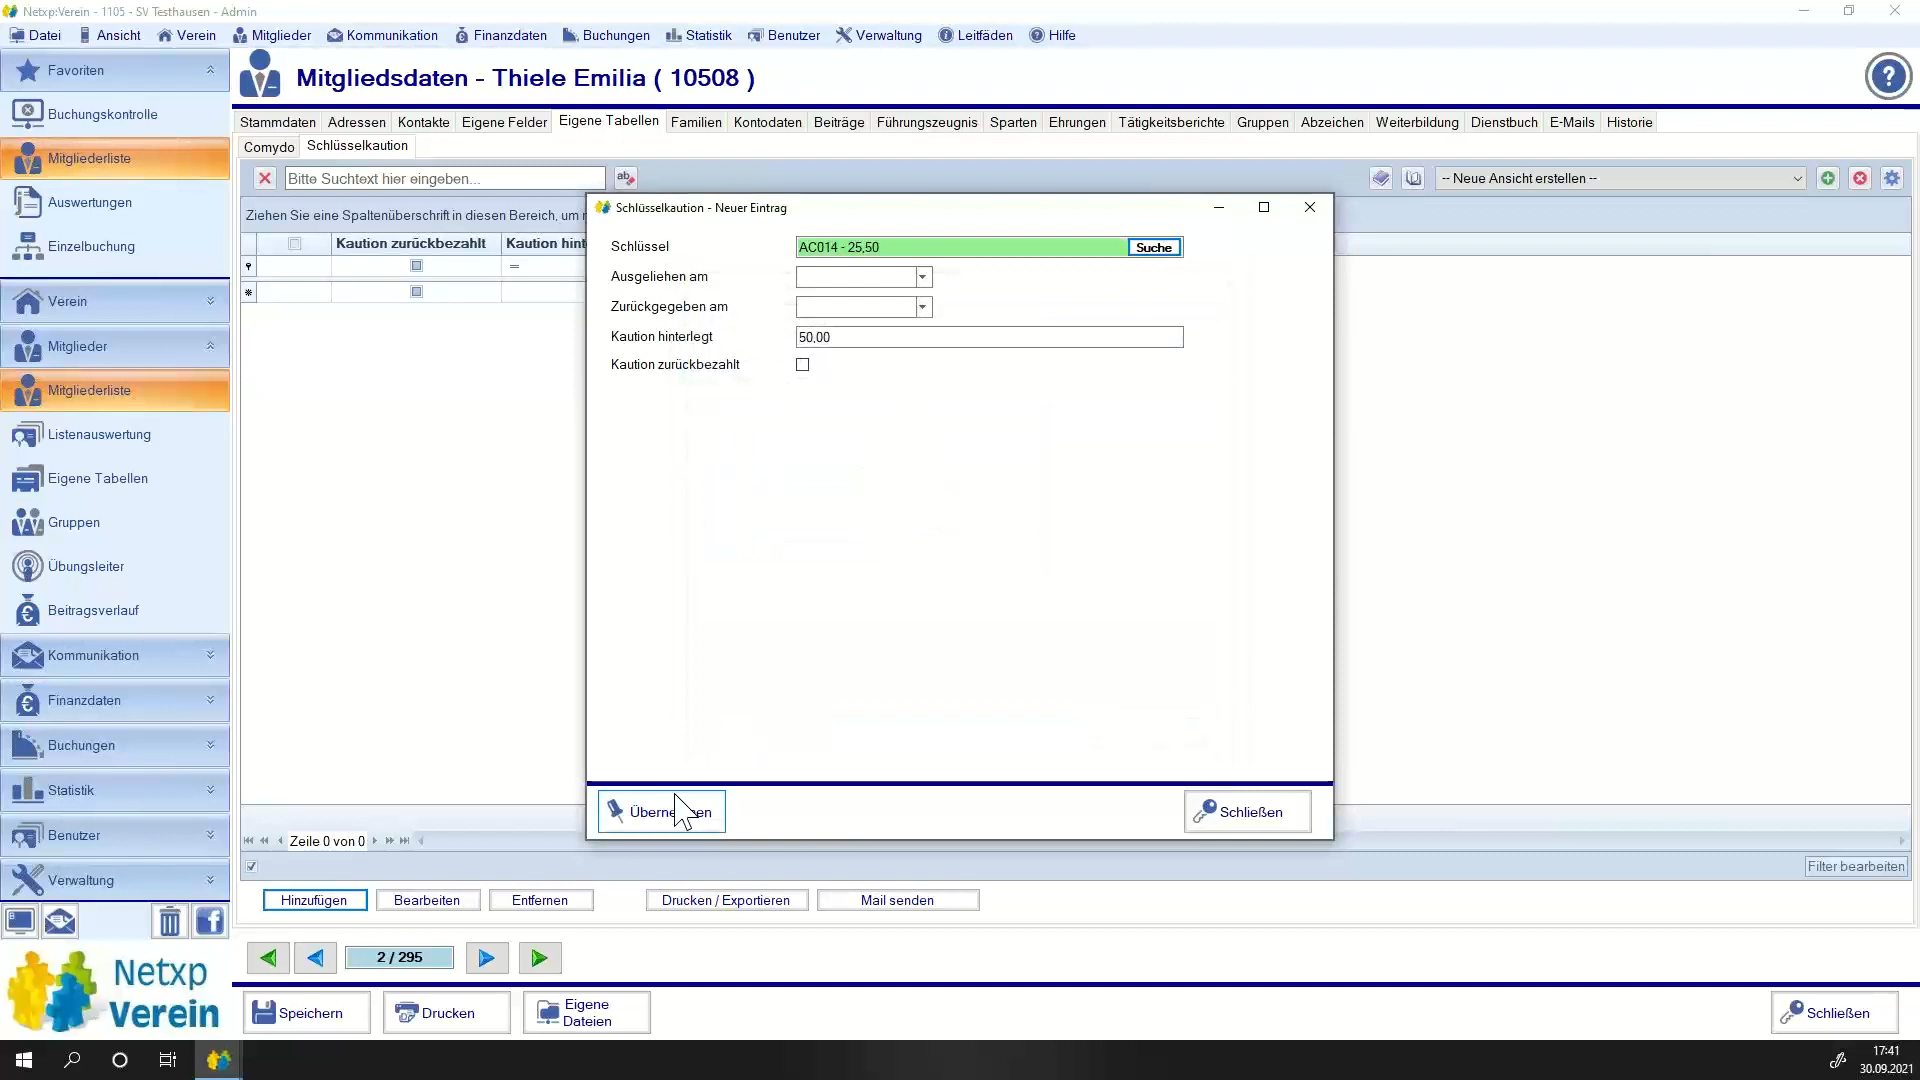 Netxp:Verein - 1105 - SV Testhausen - Admin
Datei Ansicht Verein Mitglieder Kommunikation Finanzdaten Buchungen Statistik Benutzer Verwaltung Leitfäden Hilfe
Favoriten
Buchungskontrolle
Mitgliederliste
Auswertungen
Einzelbuchung
Verein
Mitglieder
Mitgliederliste
Listenauswertung
Eigene Tabellen
Gruppen
Übungsleiter
Beitragsverlauf
Kommunikation
Finanzdaten
Buchungen
Statistik
Benutzer
Verwaltung
Netxp
Verein
Mitgliedsdaten - Thiele Emilia ( 10508 )
Stammdaten Adressen Kontakte Eigene Felder Eigene Tabellen Familien Kontodaten Beiträge Führungszeugnis Sparten Ehrungen Tätigkeitsberichte Gruppen Abzeichen Weiterbildung Dienstbuch E-Mails Historie
Comydo Schlüsselkaution
Bitte Suchtext hier eingeben... -- Neue Ansicht erstellen --
Ziehen Sie eine Spaltenüberschrift in diesen Bereich, um
Kaution zurückbezahlt Kaution hint
=
Schlüsselkaution - Neuer Eintrag
Schlüssel AC014 - 25,50 Suche
Ausgeliehen am
Zurückgegeben am
Kaution hinterlegt 50,00
Kaution zurückbezahlt
Schließen
Zeile 0 von 0
Filter bearbeiten
Hinzufügen Bearbeiten Entfernen Drucken / Exportieren Mail senden
2 / 295
Speichern Drucken Eigene Dateien Schließen
17:41
30.09.2021